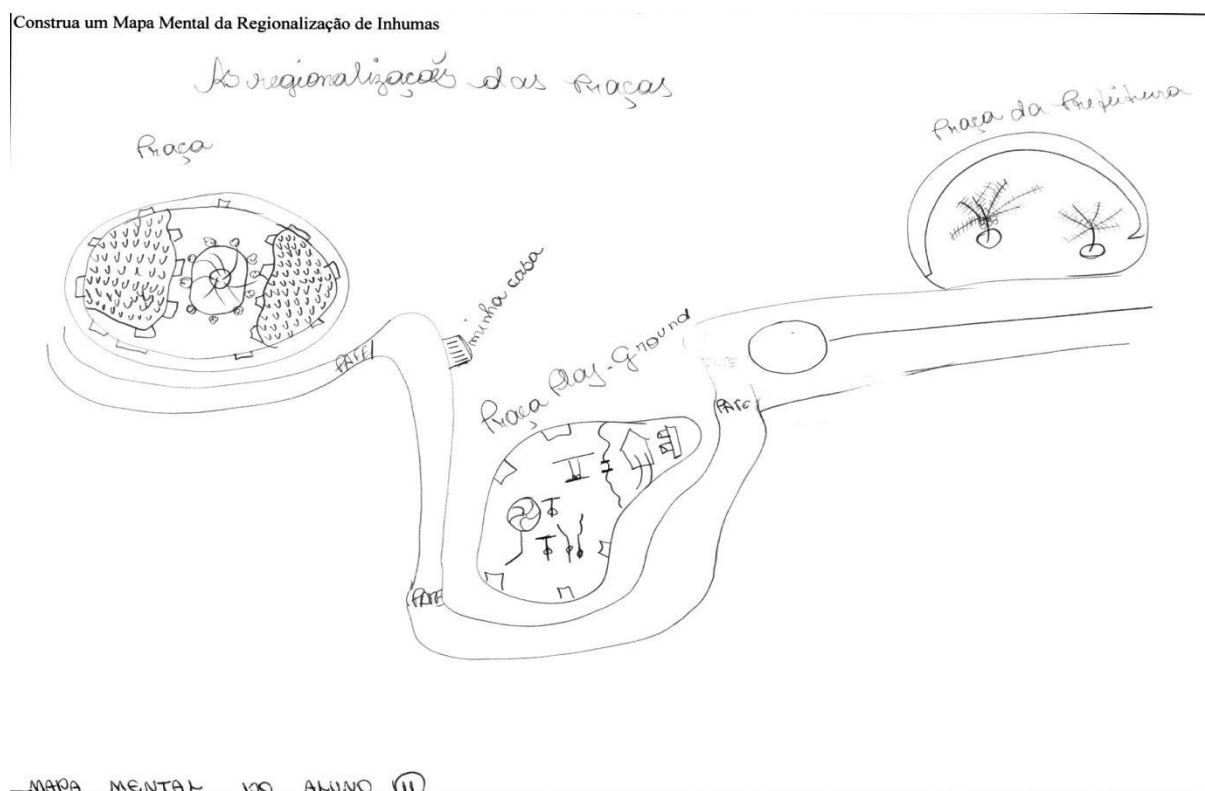 Construa um Mapa Mental da Regionalização de Inhumas
As regionalizações das Praças
Praça da Prefeitura
Praça
minha casa
Praça Play-Ground
PARE
PARE
PARE
MAPA MENTAL DO ALUNO 11